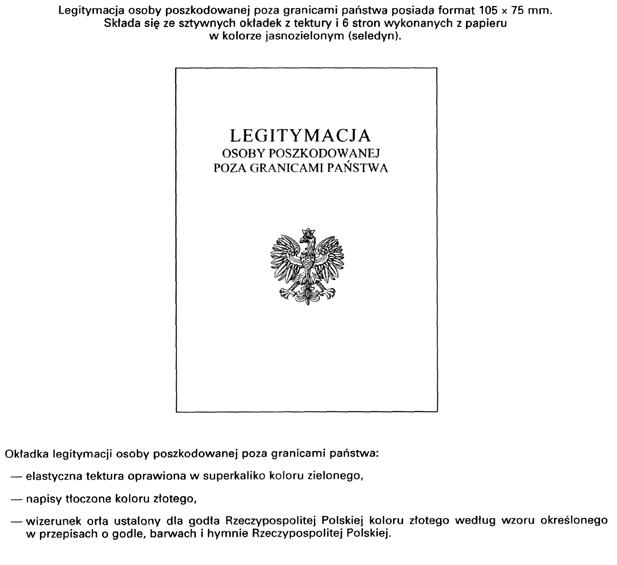 Legitymacja osoby poszkodowanej poza granicami państwa posiada format 105 x 75 mm.
Składa się ze sztywnych okładek z tektury i 6 stron wykonanych z papieru
w kolorze jasnozielonym (seledyn).
LEGITYMACJA
OSOBY POSZKODOWANEJ
POZA GRANICAMI PAŃSTWA
Okładka legitymacji osoby poszkodowanej poza granicami państwa:
— elastyczna tektura oprawiona w superkaliko koloru zielonego,
— napisy tłoczone koloru złotego,
— wizerunek orła ustalony dla godła Rzeczypospolitej Polskiej koloru złotego według wzoru określonego
w przepisach o godle, barwach i hymnie Rzeczypospolitej Polskiej.